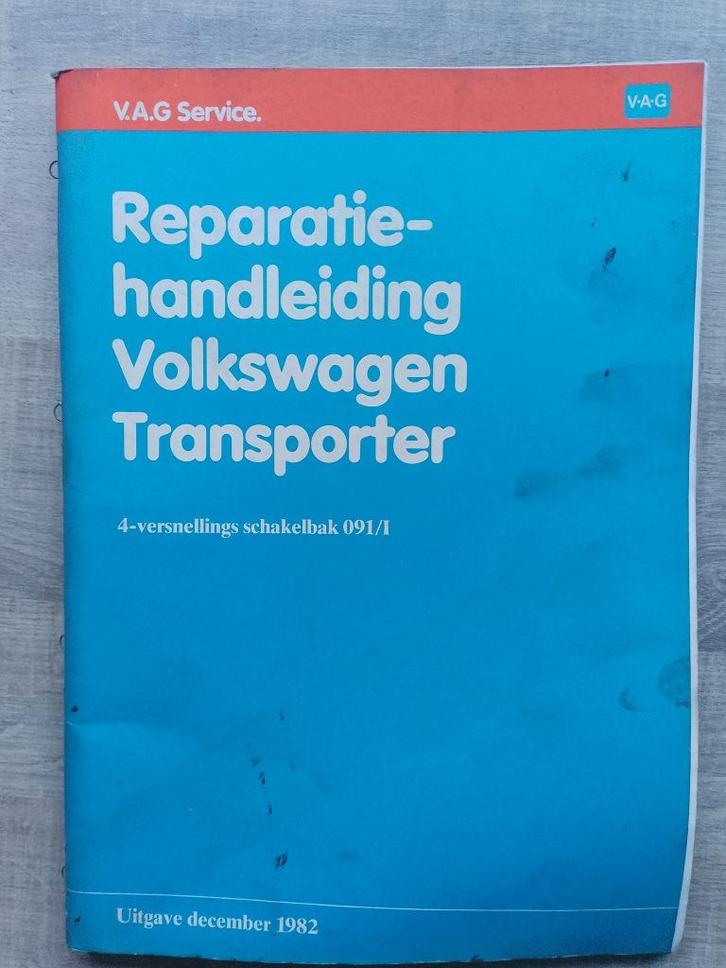 V.A.G Service.
V·A·G
Reparatie-
handleiding
Volkswagen
Transporter
4-versnellings schakelbak 091/I
Uitgave december 1982